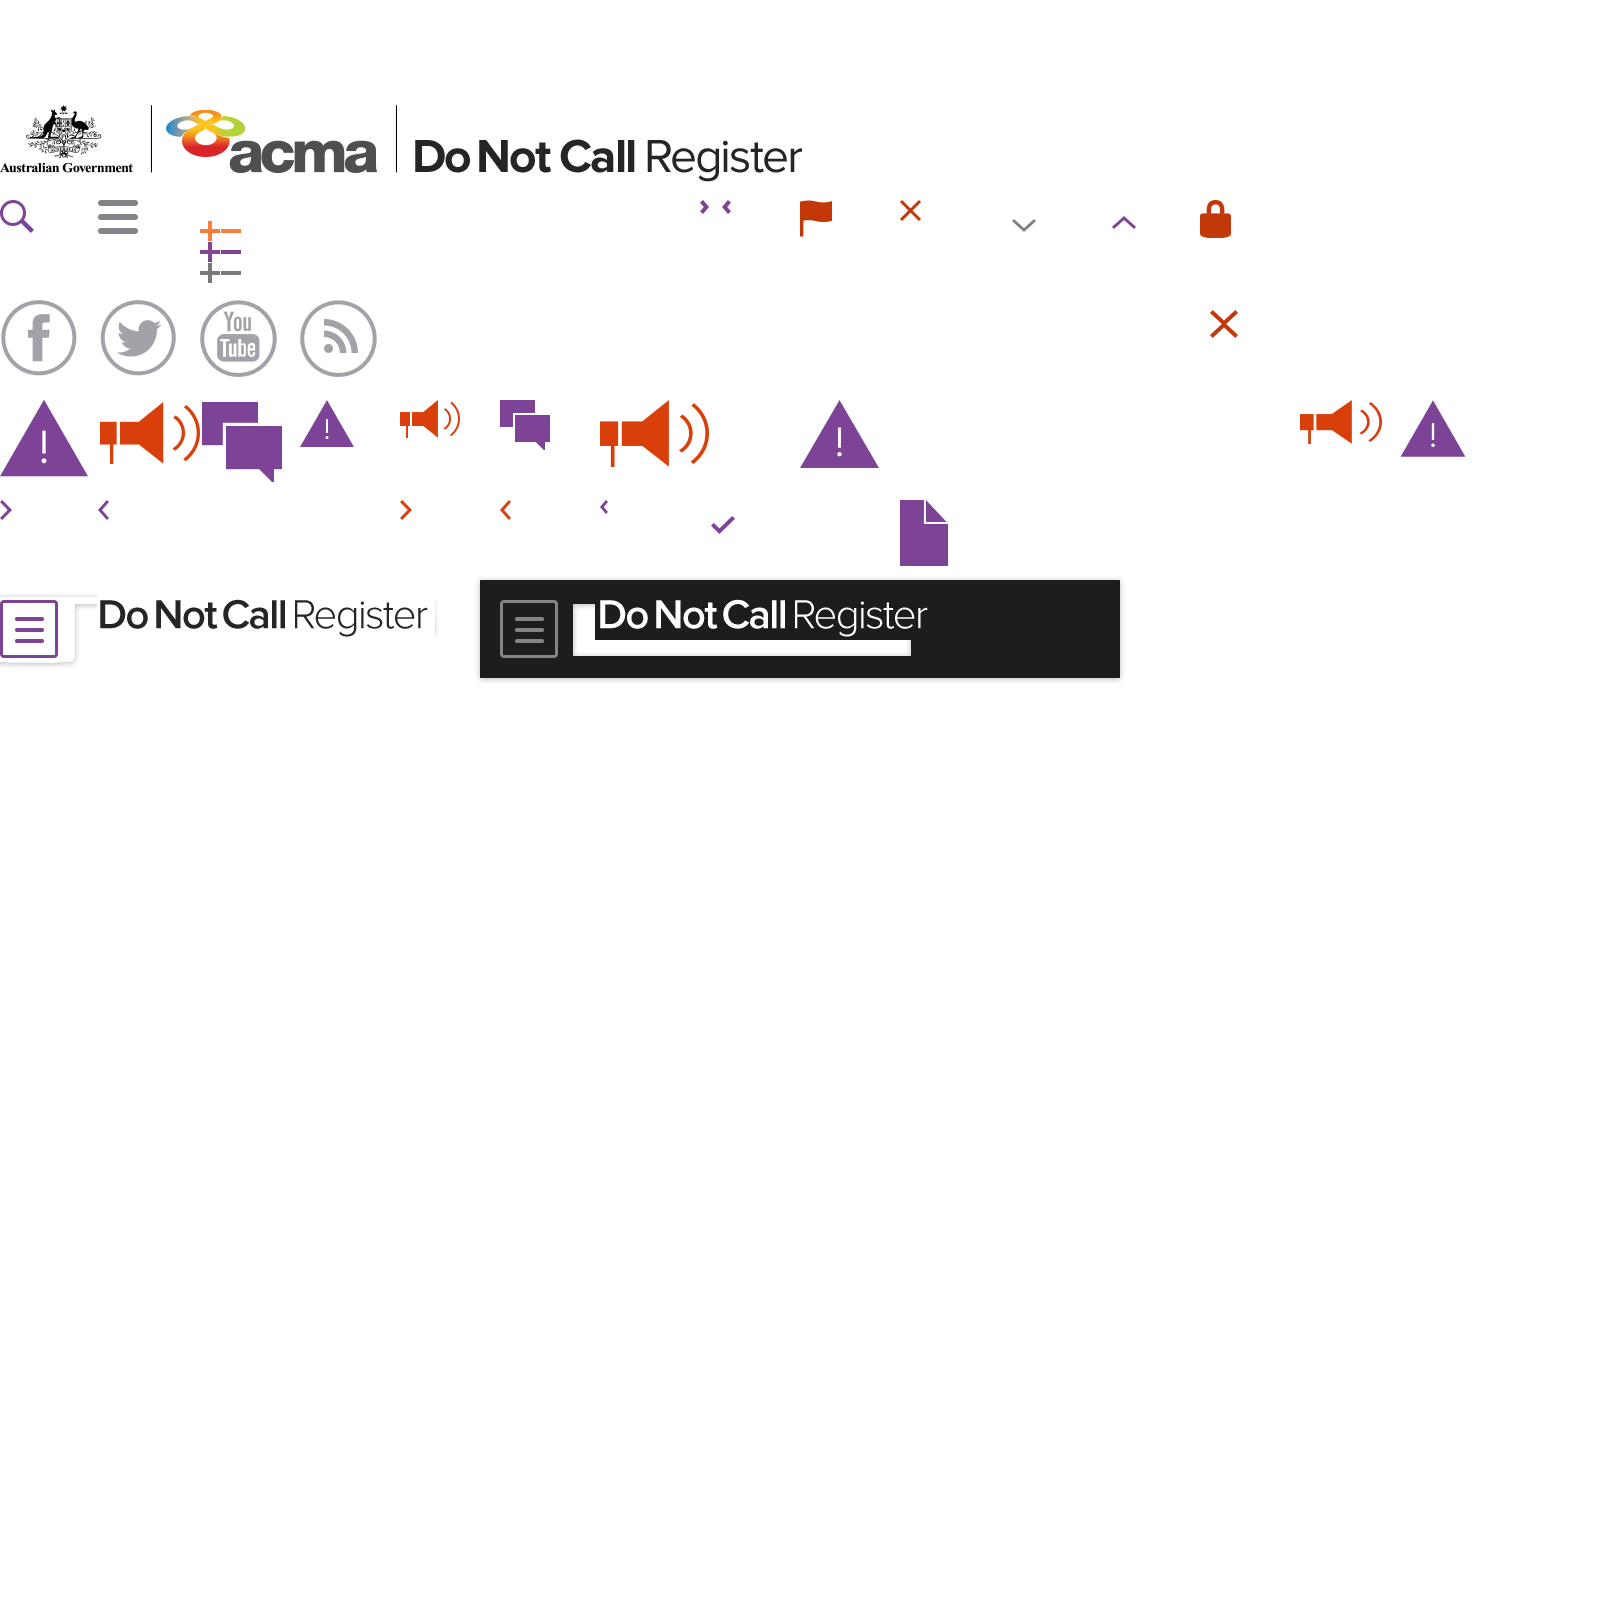 Australian Government
acma
Do Not Call Register
You
Tube
Do Not Call Register
Do Not Call Register